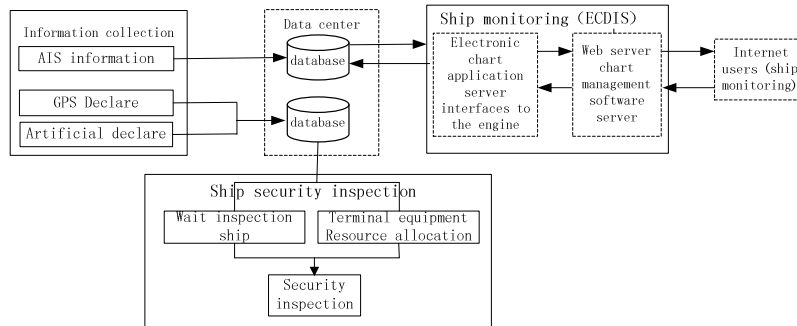 Information collection
AIS information
GPS Declare
Artificial declare
Data center
database
database
Ship monitoring (ECDIS)
Electronic
chart
application
server
interfaces to
the engine
Web server
chart
management
software
server
Internet
users (ship
monitoring)
Ship security inspection
Wait inspection
ship
Terminal equipment
Resource allocation
Security
inspection